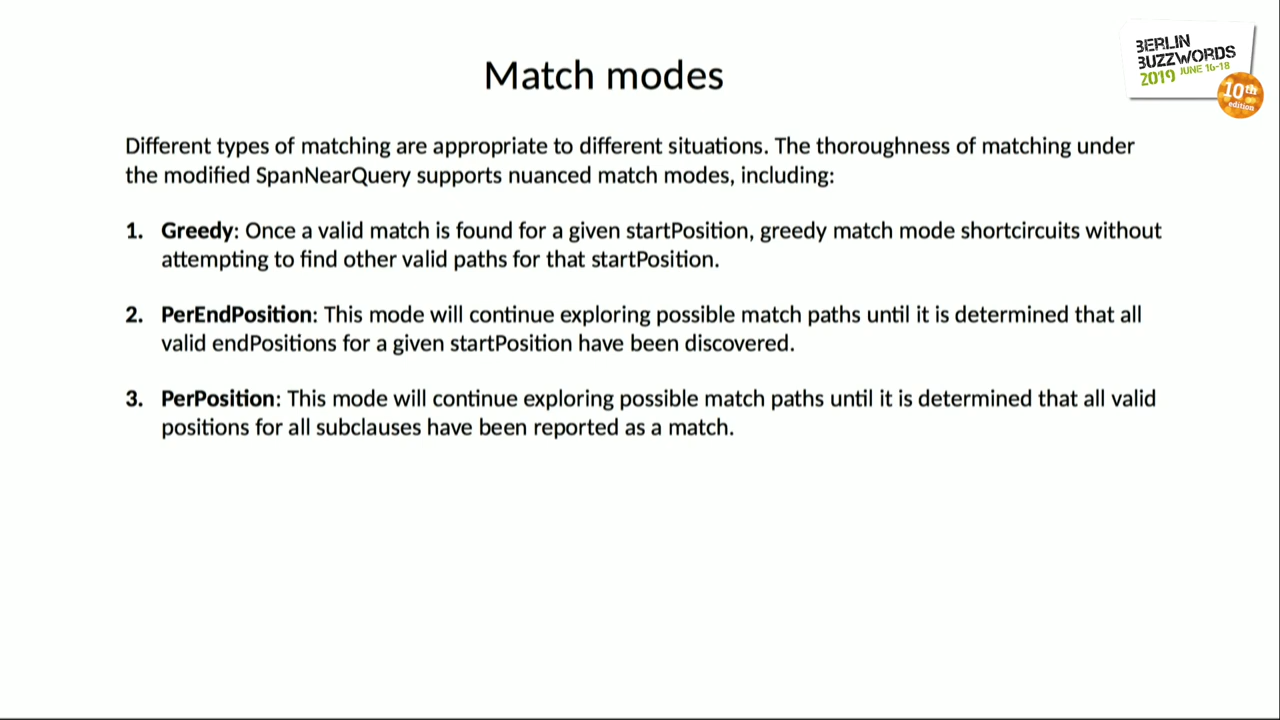 Match modes
BERLIN
BUZZWORDS
2019 JUNE 16-18
10th
edition
Different types of matching are appropriate to different situations. The thoroughness of matching under
the modified SpanNearQuery supports nuanced match modes, including:
1. Greedy: Once a valid match is found for a given startPosition, greedy match mode shortcircuits without
attempting to find other valid paths for that startPosition.
2. PerEndPosition: This mode will continue exploring possible match paths until it is determined that all
valid endPositions for a given startPosition have been discovered.
3. PerPosition: This mode will continue exploring possible match paths until it is determined that all valid
positions for all subclauses have been reported as a match.